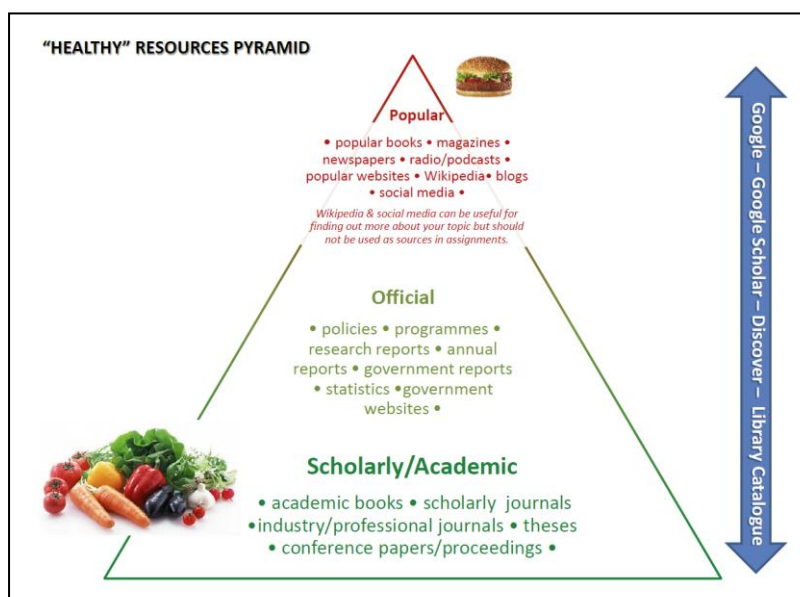 “HEALTHY” RESOURCES PYRAMID
Popular
• popular books • magazines •
newspapers • radio/podcasts •
popular websites • Wikipedia• blogs
• social media •
Wikipedia & social media can be useful for
finding out more about your topic but should
not be used as sources in assignments.
Official
• policies • programmes •
research reports • annual
reports • government reports
• statistics •government
websites •
Scholarly/Academic
• academic books • scholarly journals
•industry/professional journals • theses
• conference papers/proceedings •
Google – Google Scholar – Discover – Library Catalogue